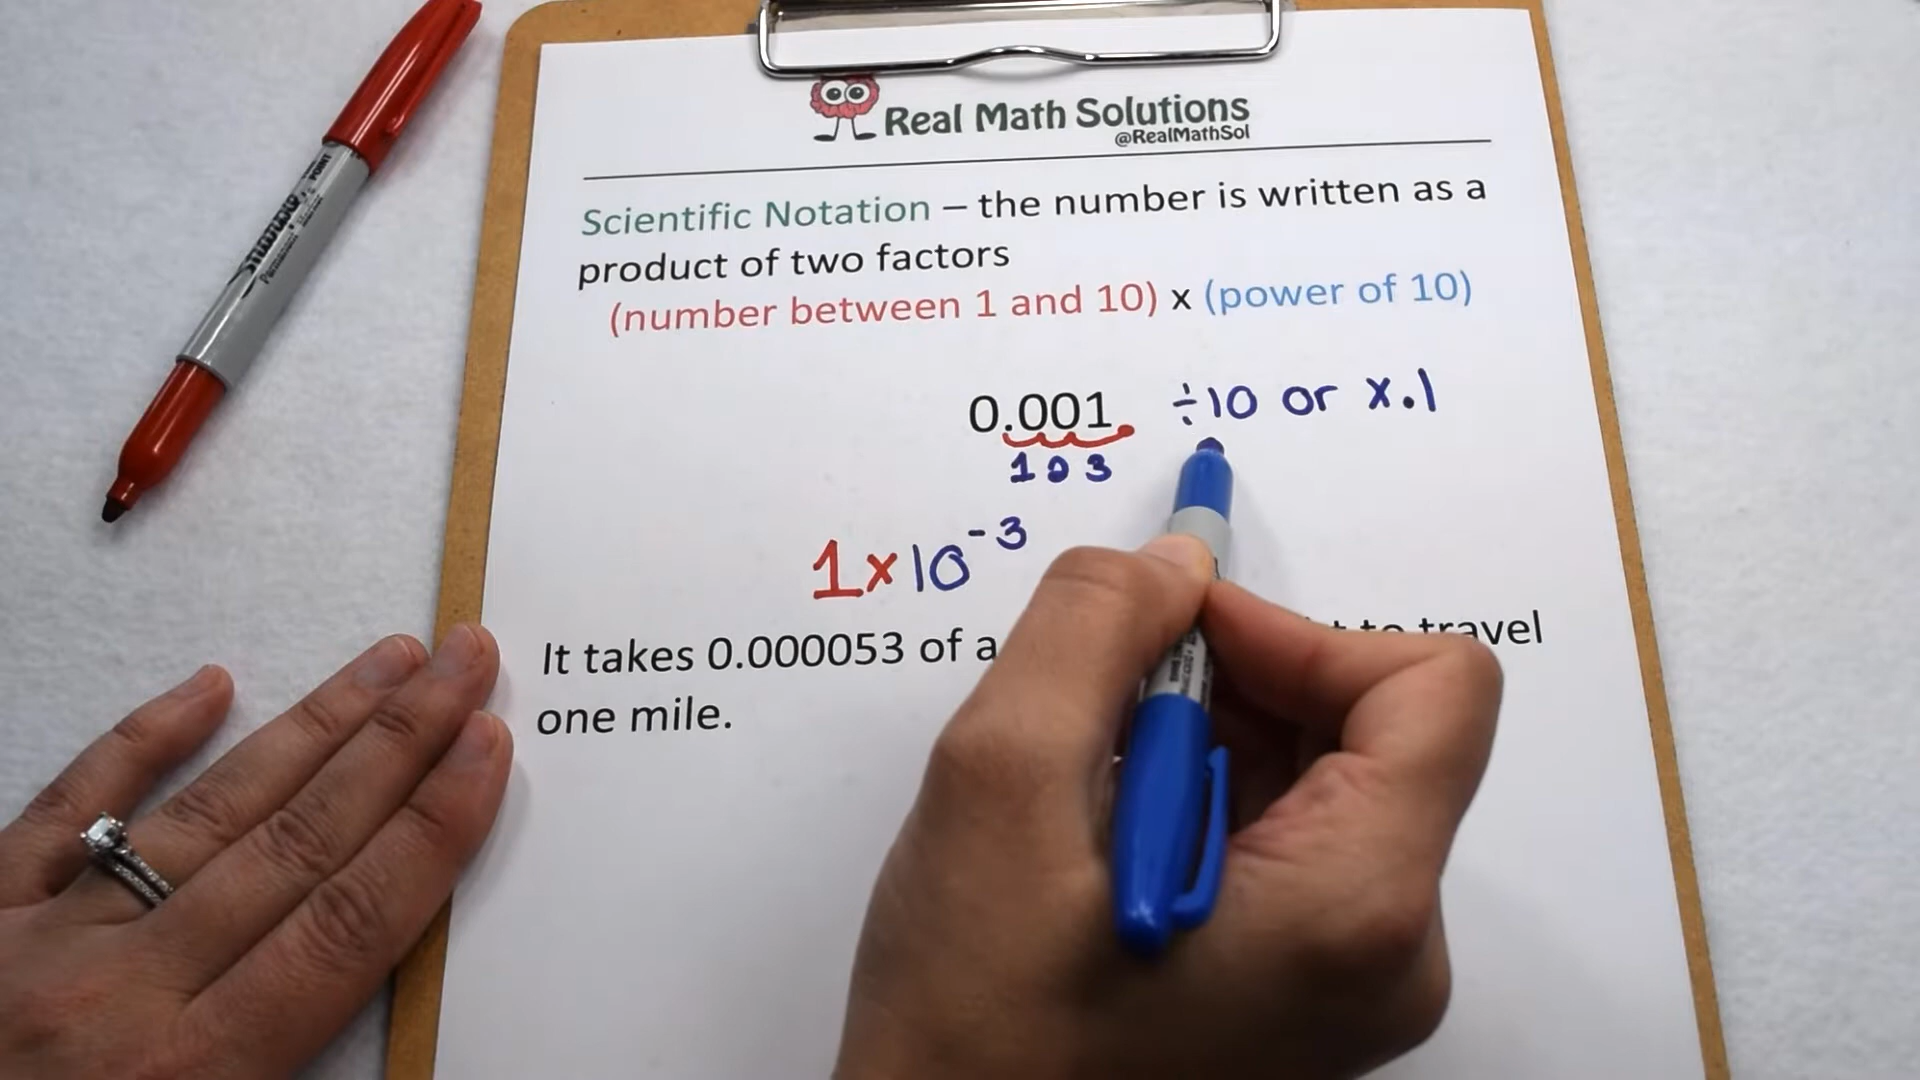 Real Math Solutions
@RealMathSol
Scientific Notation – the number is written as a
product of two factors
(number between 1 and 10) x (power of 10)
0.001 ÷10 or x.1
1 3
1x10⁻³
It takes 0.000053 of a to travel
one mile.